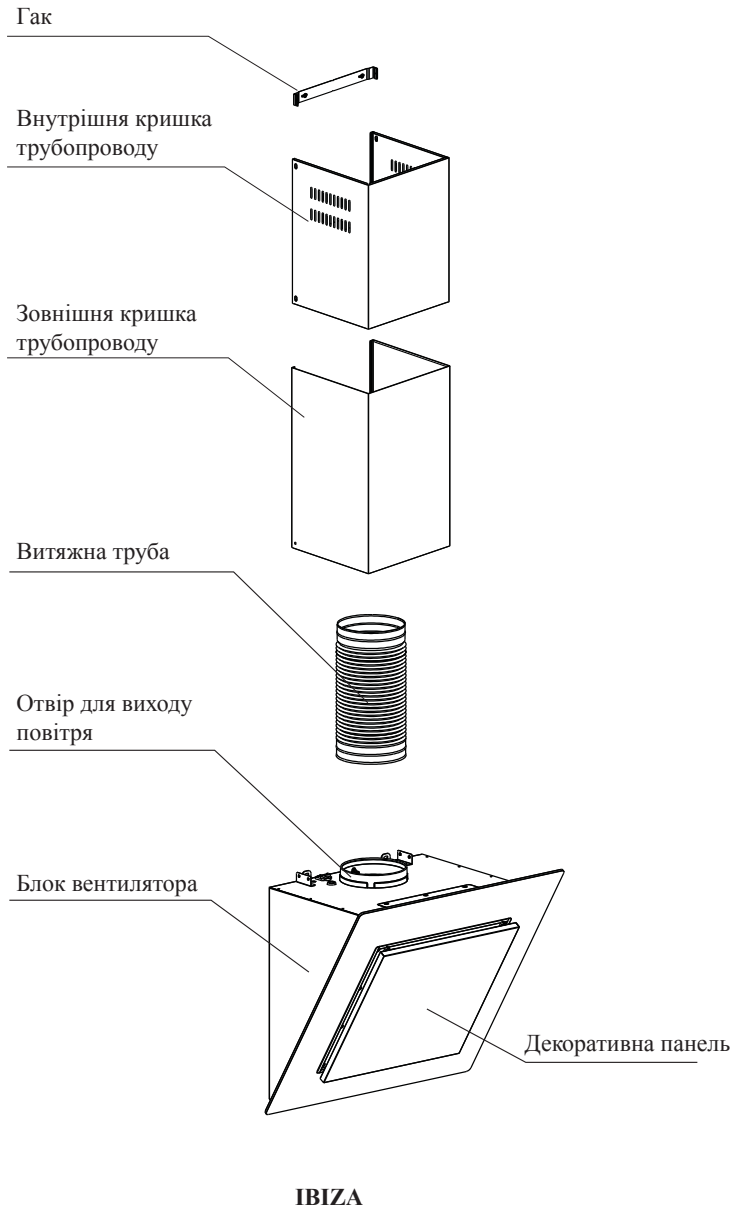 Гак
Внутрішня кришка
трубопроводу
Зовнішня кришка
трубопроводу
Витяжна труба
Отвір для виходу
повітря
Блок вентилятора
Декоративна панель
IBIZA